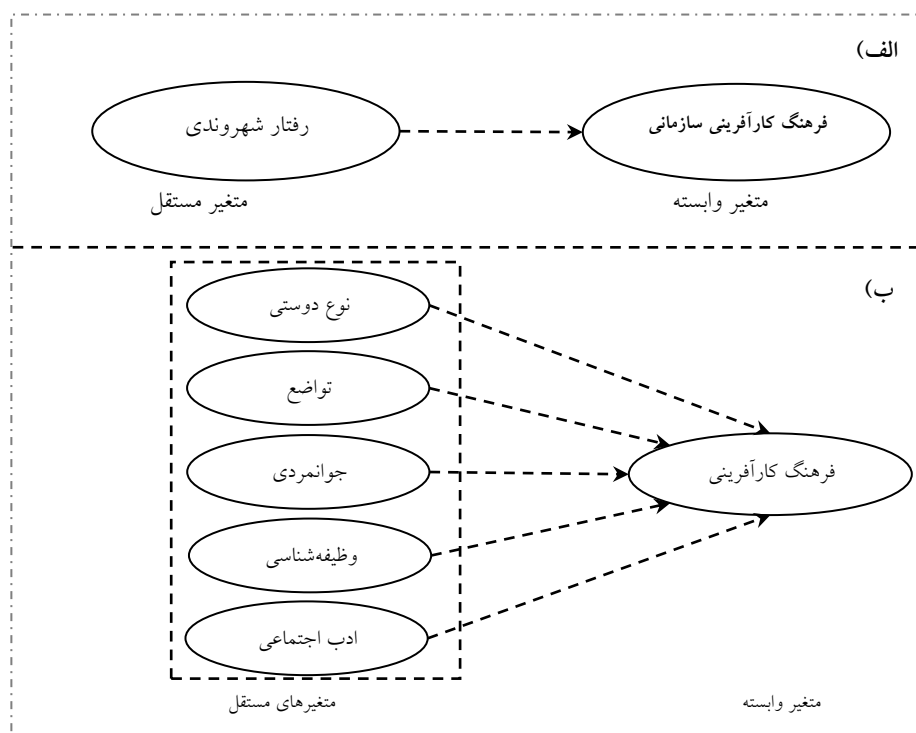 الف)
فرهنگ کارآفرینی سازمانی
رفتار شهروندی
متغیر وابسته
متغیر مستقل
ب)
نوع دوستی
تواضع
جوانمردی
وظیفه‌شناسی
ادب اجتماعی
فرهنگ کارآفرینی
متغیر وابسته
متغیرهای مستقل